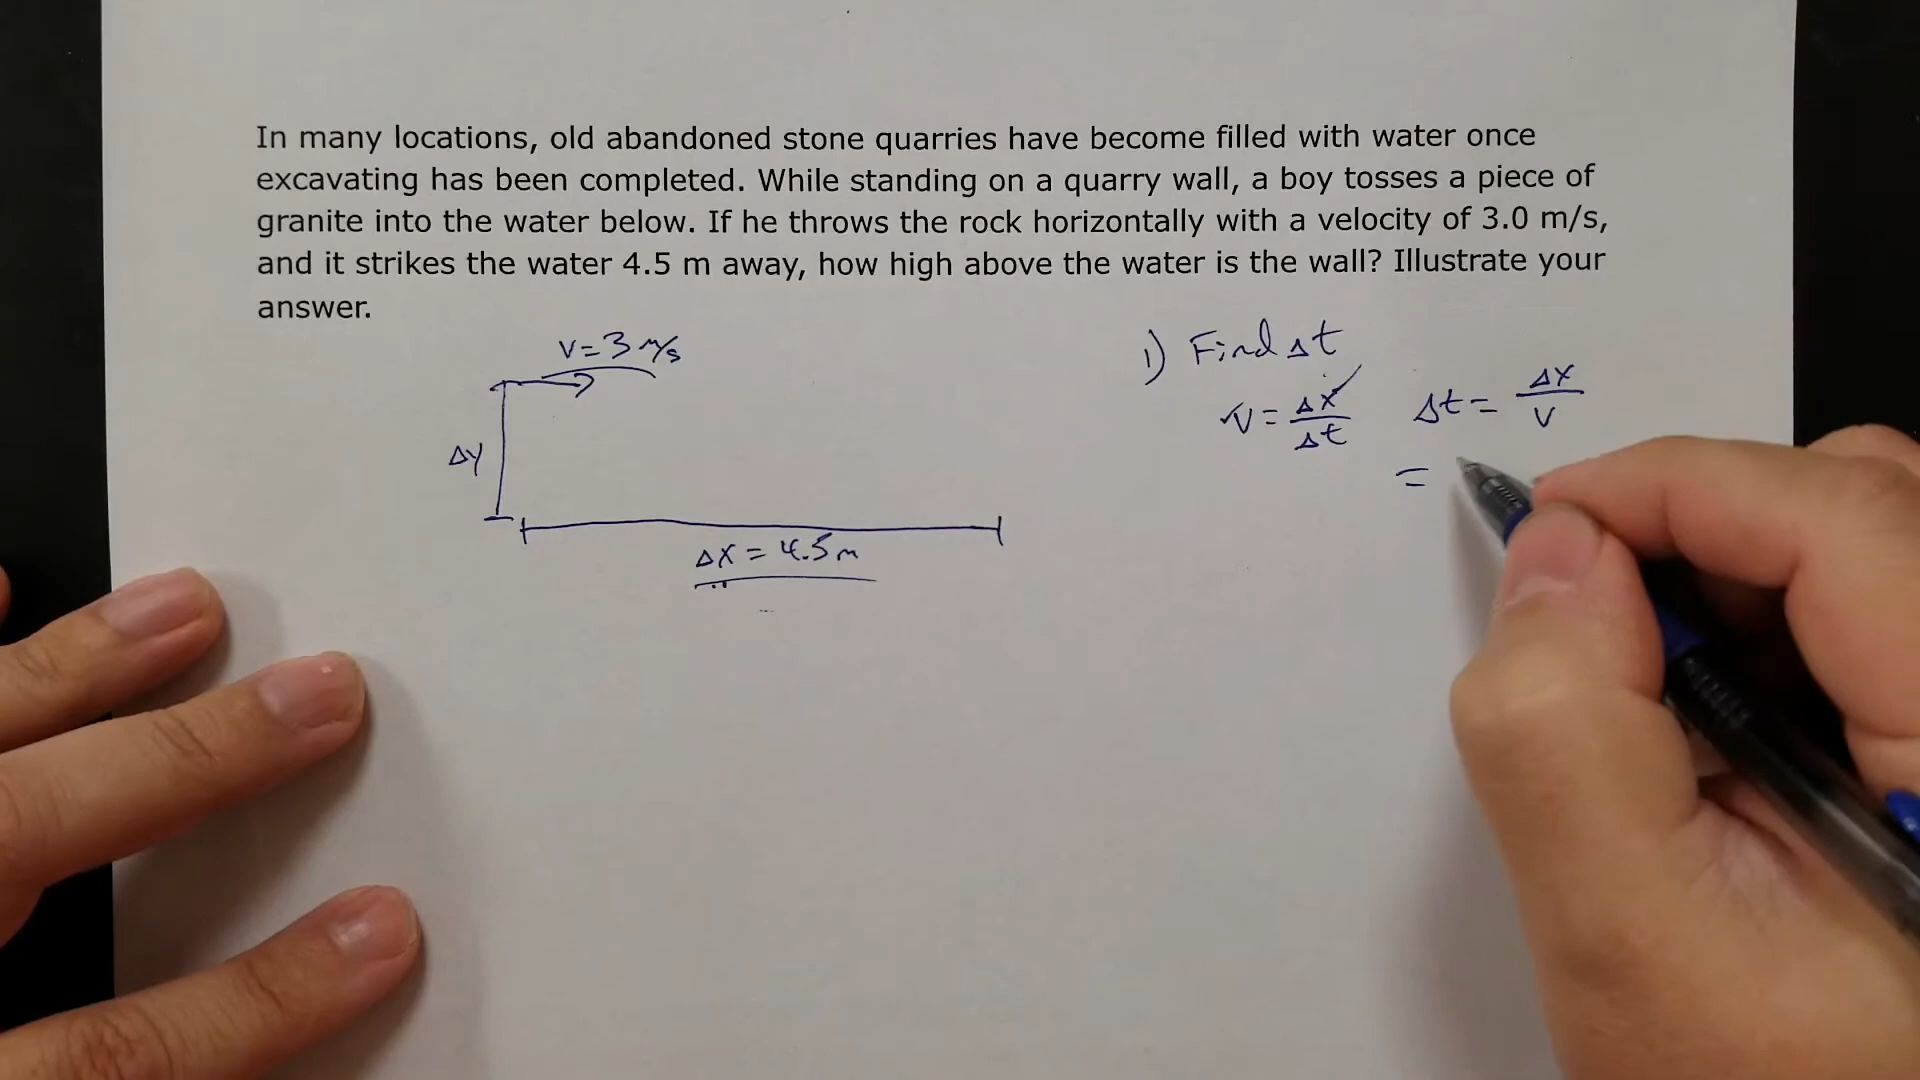 In many locations, old abandoned stone quarries have become filled with water once
excavating has been completed. While standing on a quarry wall, a boy tosses a piece of
granite into the water below. If he throws the rock horizontally with a velocity of 3.0 m/s,
and it strikes the water 4.5 m away, how high above the water is the wall? Illustrate your
answer.
v=3 m/s
Δy
Δx = 4.5m
1) Find Δt
v = Δx/Δt
Δt = Δx/v
=